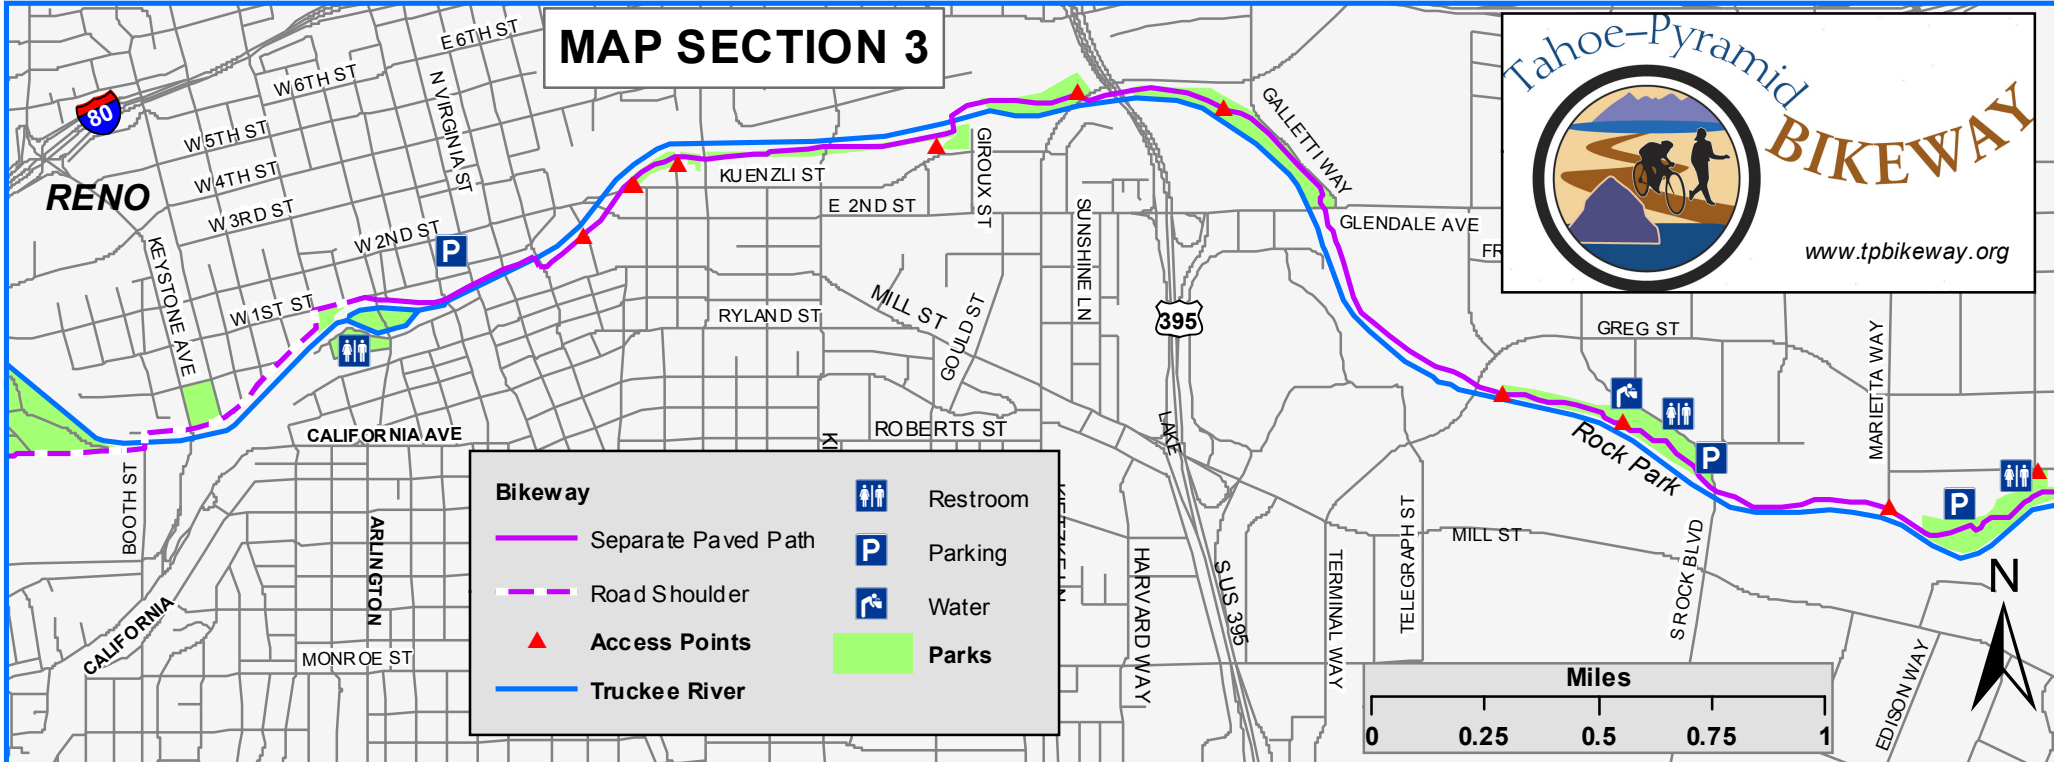 MAP SECTION 3
Tahoe-Pyramid
BIKEWAY
www.tpbikeway.org
80
RENO
E 6TH ST
W 6TH ST
N VIRGINIA ST
W 5TH ST
W 4TH ST
W 3RD ST
W 2ND ST
P
KEYSTONE AVE
W 1ST ST
KUENZLI ST
E 2ND ST
GIROUX ST
SUNSHINE LN
GALLETTI WAY
GLENDALE AVE
FR
MILL ST
RYLAND ST
GOULD ST
395
GREG ST
MARIETTA WAY
CALIFORNIA AVE
ROBERTS ST
KI
LAKE
Rock Park
P
P
BOOTH ST
ARLINGTON
CALIFORNIA
MONROE ST
HARVARD WAY
S US 395
TERMINAL WAY
TELEGRAPH ST
MILL ST
S ROCK BLVD
EDISON WAY
N
Bikeway
Separate Paved Path
Road Shoulder
Access Points
Truckee River
Restroom
P
Parking
Water
Parks
Miles
0 0.25 0.5 0.75 1